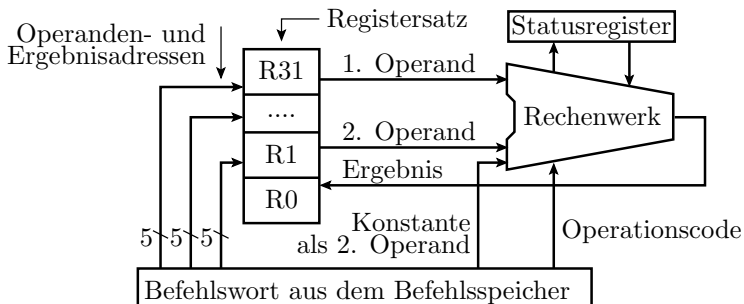 Operanden- und
Ergebnisadressen
Registersatz
Statusregister
R31
1. Operand
....
Rechenwerk
2. Operand
R1
Ergebnis
R0
5 5 5
Konstante
als 2. Operand
Operationscode
Befehlswort aus dem Befehlsspeicher